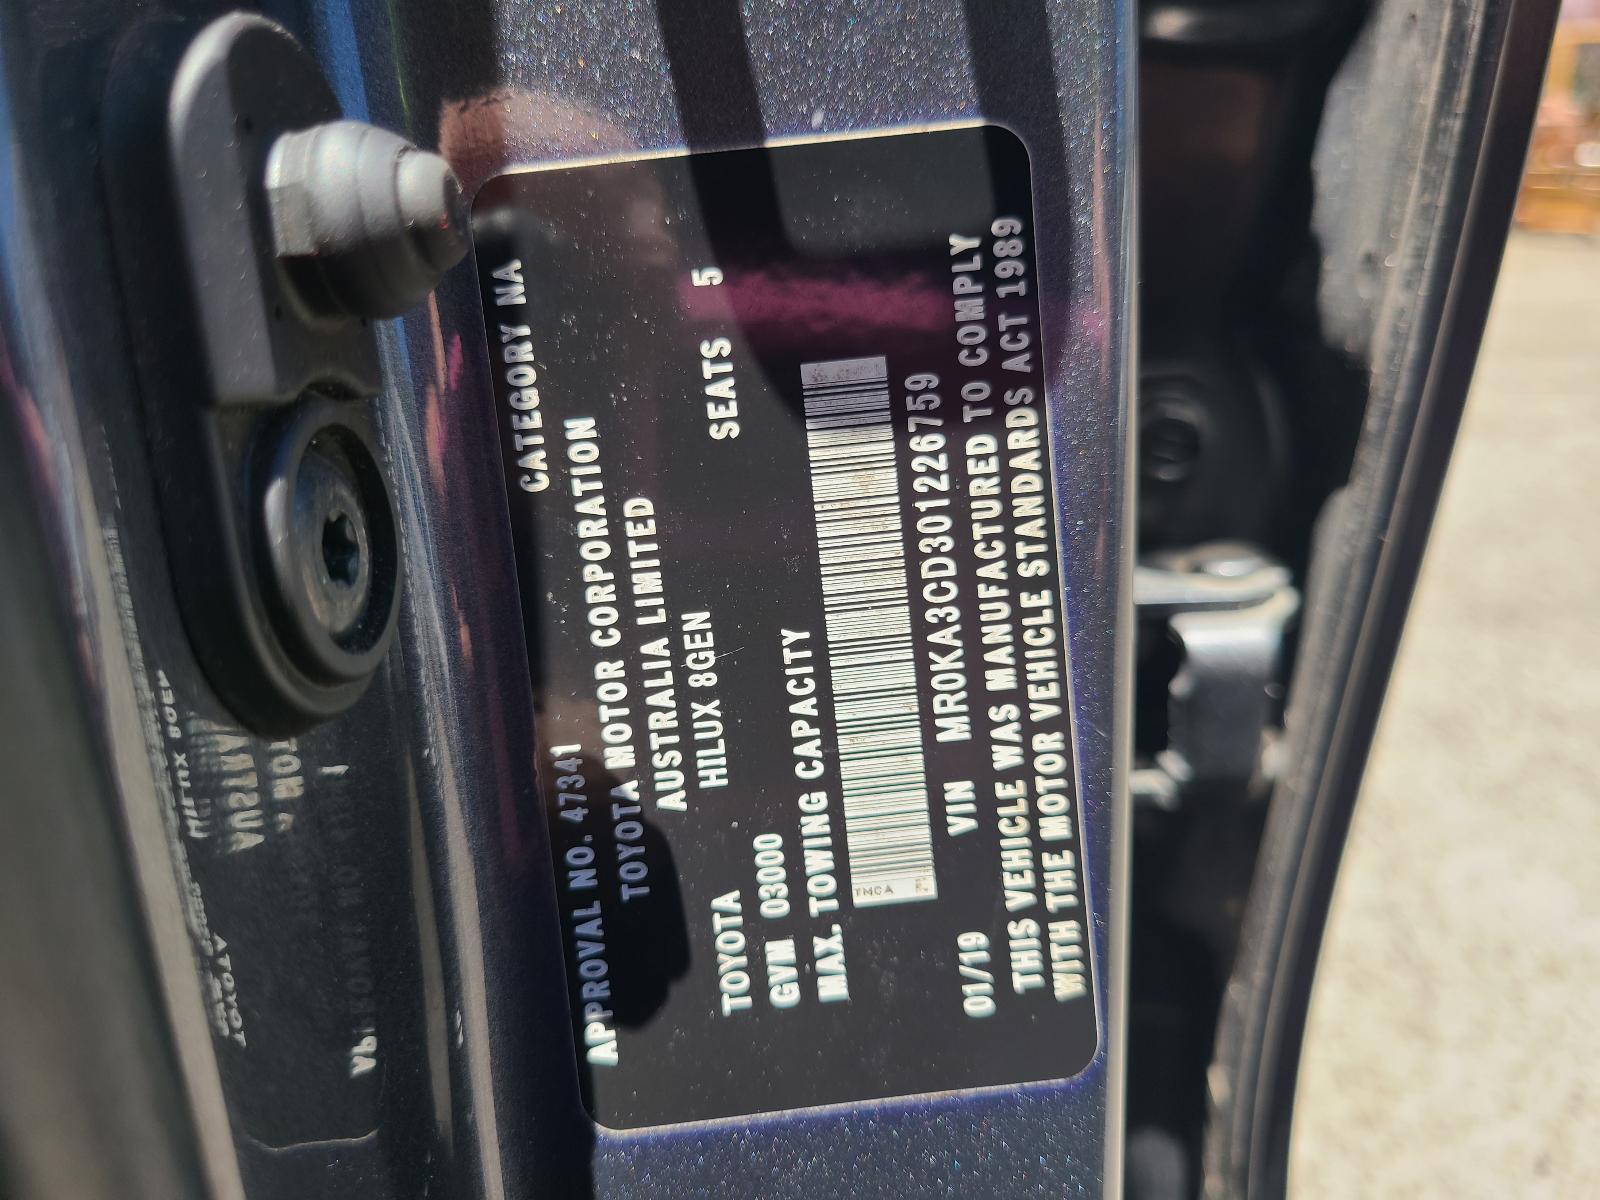 APPROVAL NO. 47341 CATEGORY NA
TOYOTA MOTOR CORPORATION
AUSTRALIA LIMITED
TOYOTA HILUX 8GEN
GVM 03000 SEATS 5
MAX. TOWING CAPACITY
TMCA
01/19 VIN MR0KA3CD301226759
THIS VEHICLE WAS MANUFACTURED TO COMPLY
WITH THE MOTOR VEHICLE STANDARDS ACT 1989